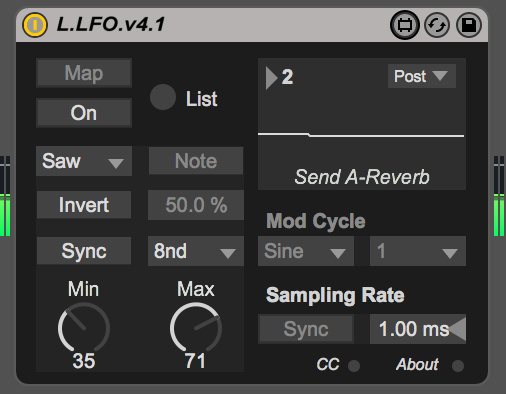 L.LFO.v4.1
Map
On
List
2
Post
Saw
Note
Send A-Reverb
Invert
50.0 %
Mod Cycle
Sync
8nd
Sine
1
Min
Max
Sampling Rate
Sync
1.00 ms
35
71
CC
About